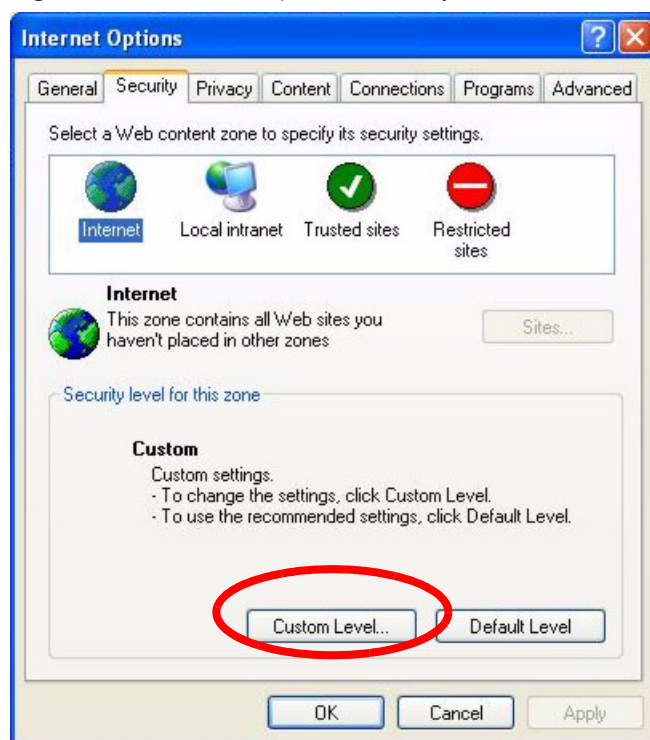 Internet Options
General Security Privacy Content Connections Programs Advanced
Select a Web content zone to specify its security settings.
Internet Local intranet Trusted sites Restricted
sites
Internet
This zone contains all Web sites you
haven't placed in other zones
Sites...
Security level for this zone
Custom
Custom settings.
- To change the settings, click Custom Level.
- To use the recommended settings, click Default Level.
Custom Level... Default Level
OK Cancel Apply